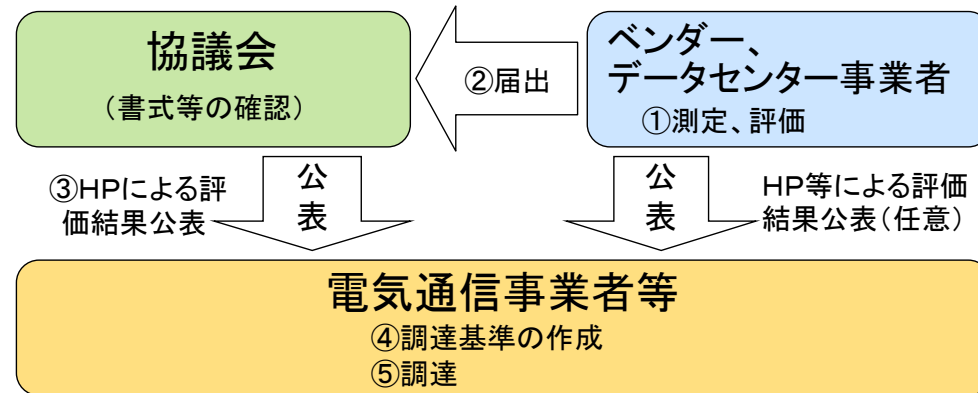 協議会
(書式等の確認)
②届出
ベンダー、
データセンター事業者
①測定、評価
③HPによる評
価結果公表
公
表
公
表
HP等による評価
結果公表(任意)
電気通信事業者等
④調達基準の作成
⑤調達